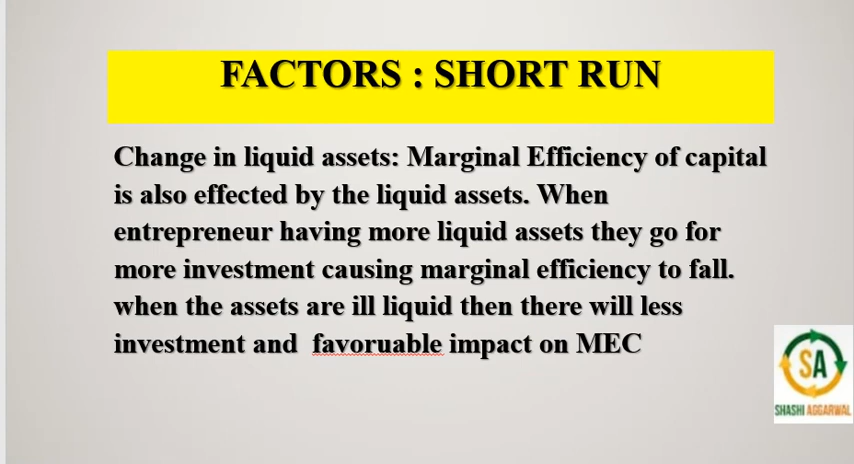 FACTORS : SHORT RUN
Change in liquid assets: Marginal Efficiency of capital
is also effected by the liquid assets. When
entrepreneur having more liquid assets they go for
more investment causing marginal efficiency to fall.
when the assets are ill liquid then there will less
investment and  favoruable impact on MEC
SA
SHASHI AGGARWAL